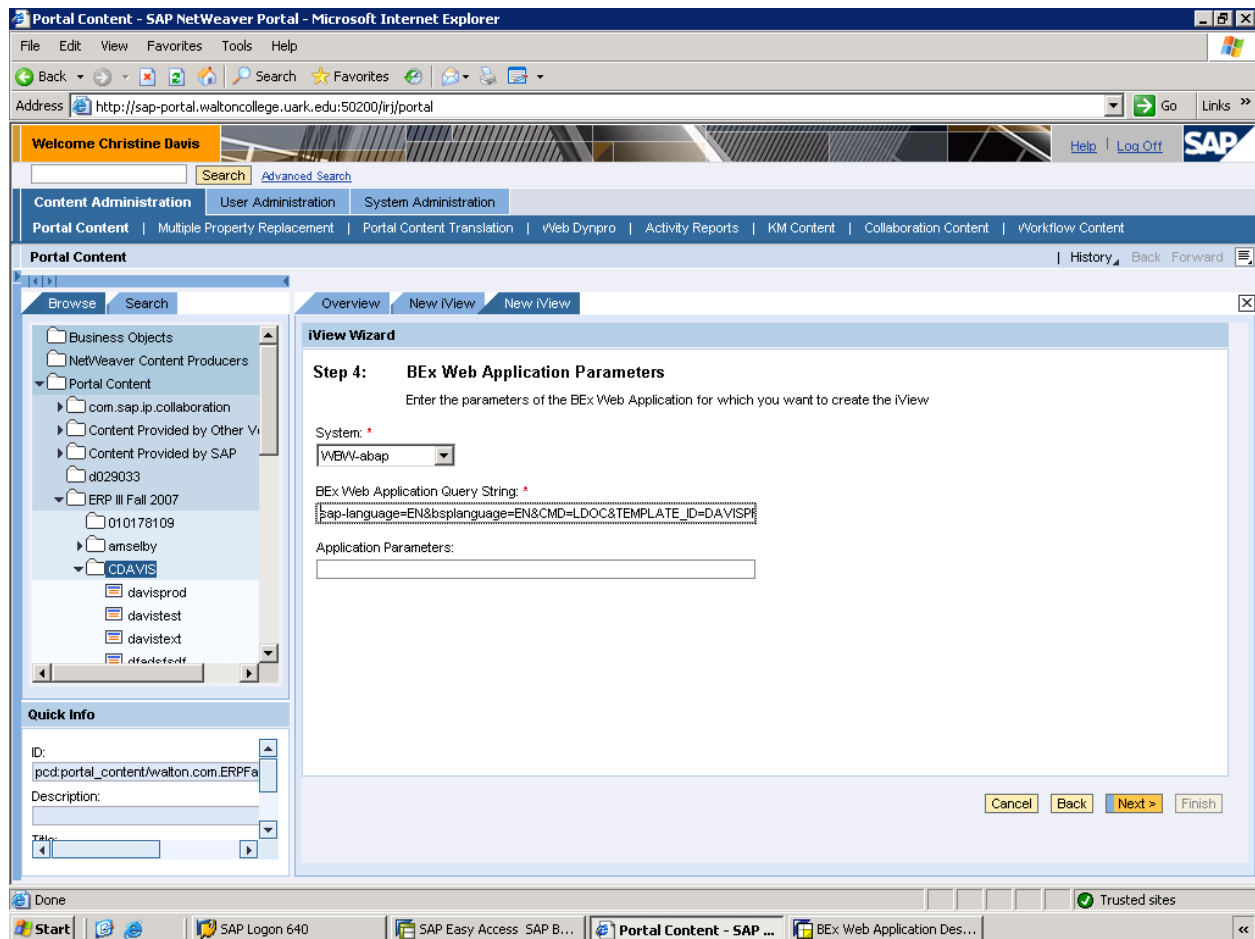 Portal Content - SAP NetWeaver Portal - Microsoft Internet Explorer
File Edit View Favorites Tools Help
Back Search Favorites
Address http://sap-portal.waltoncollege.uark.edu:50200/irj/portal Go Links »
Welcome Christine Davis Help | Log Off SAP
Search Advanced Search
Content Administration User Administration System Administration
Portal Content | Multiple Property Replacement | Portal Content Translation | Web Dynpro | Activity Reports | KM Content | Collaboration Content | Workflow Content
Portal Content | History Back Forward
Browse Search Overview New iView New iView
Business Objects
NetWeaver Content Producers
Portal Content
com.sap.ip.collaboration
Content Provided by Other V
Content Provided by SAP
d029033
ERP III Fall 2007
010178109
amselby
CDAVIS
davisprod
davistest
davistext
dfadsfsdf
Quick Info
ID:
pcd:portal_content/walton.com.ERPFa
Description:
Title:
iView Wizard
Step 4: BEx Web Application Parameters
Enter the parameters of the BEx Web Application for which you want to create the iView
System: *
WBW-abap
BEx Web Application Query String: *
sap-language=EN&bsplanguage=EN&CMD=LDOC&TEMPLATE_ID=DAVISPR
Application Parameters:
Cancel Back Next > Finish
Done Trusted sites
Start SAP Logon 640 SAP Easy Access SAP B... Portal Content - SAP ... BEx Web Application Des... «